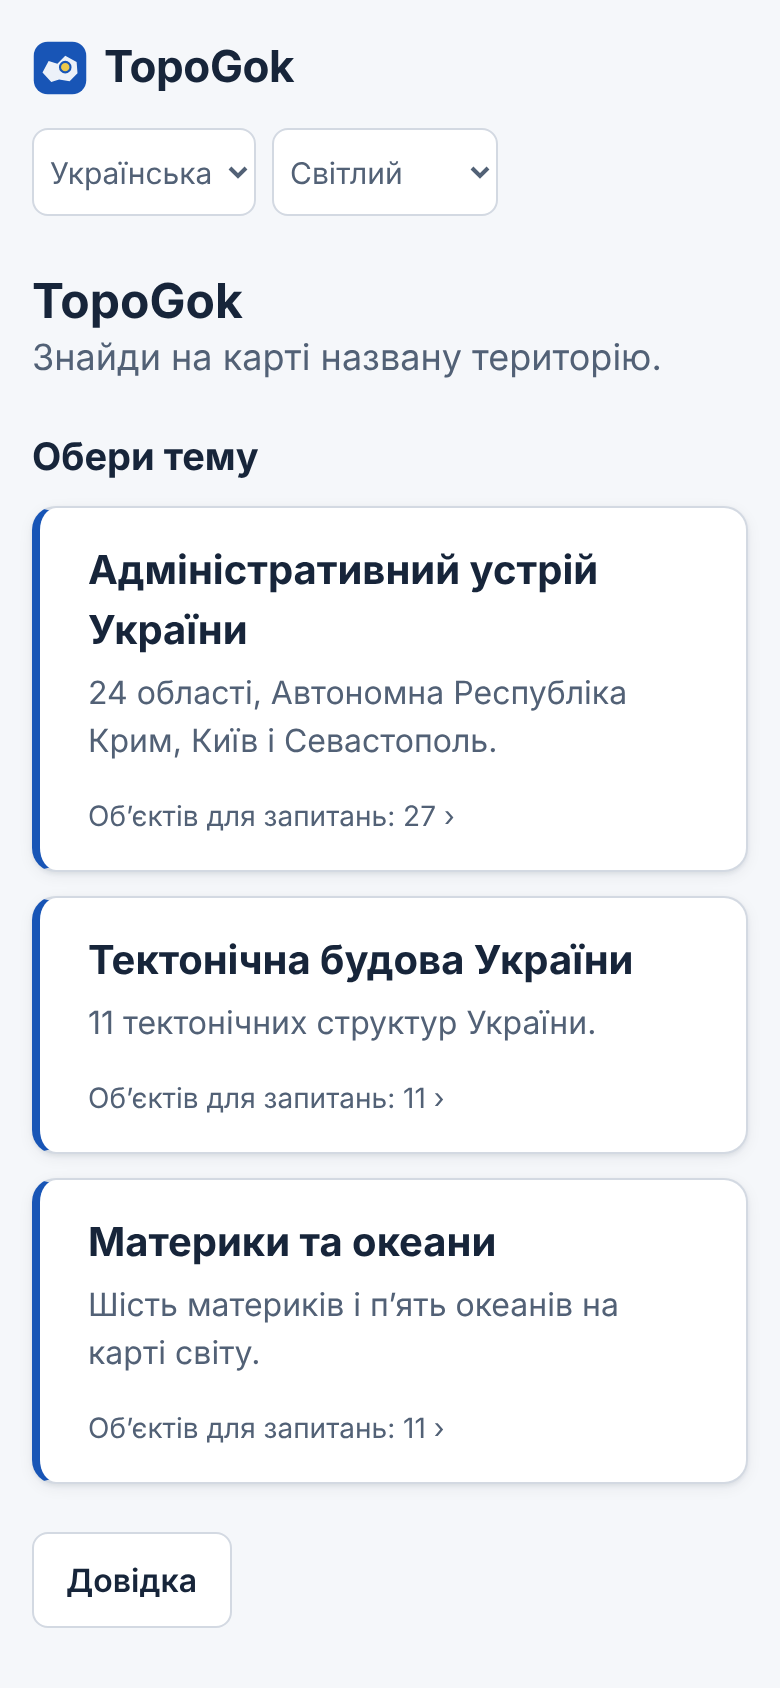 TopoGok
Українська
Світлий
TopoGok
Знайди на карті названу територію.
Обери тему
Адміністративний устрій
України
24 області, Автономна Республіка
Крим, Київ і Севастополь.
Об’єктів для запитань: 27 ›
Тектонічна будова України
11 тектонічних структур України.
Об’єктів для запитань: 11 ›
Материки та океани
Шість материків і п’ять океанів на
карті світу.
Об’єктів для запитань: 11 ›
Довідка